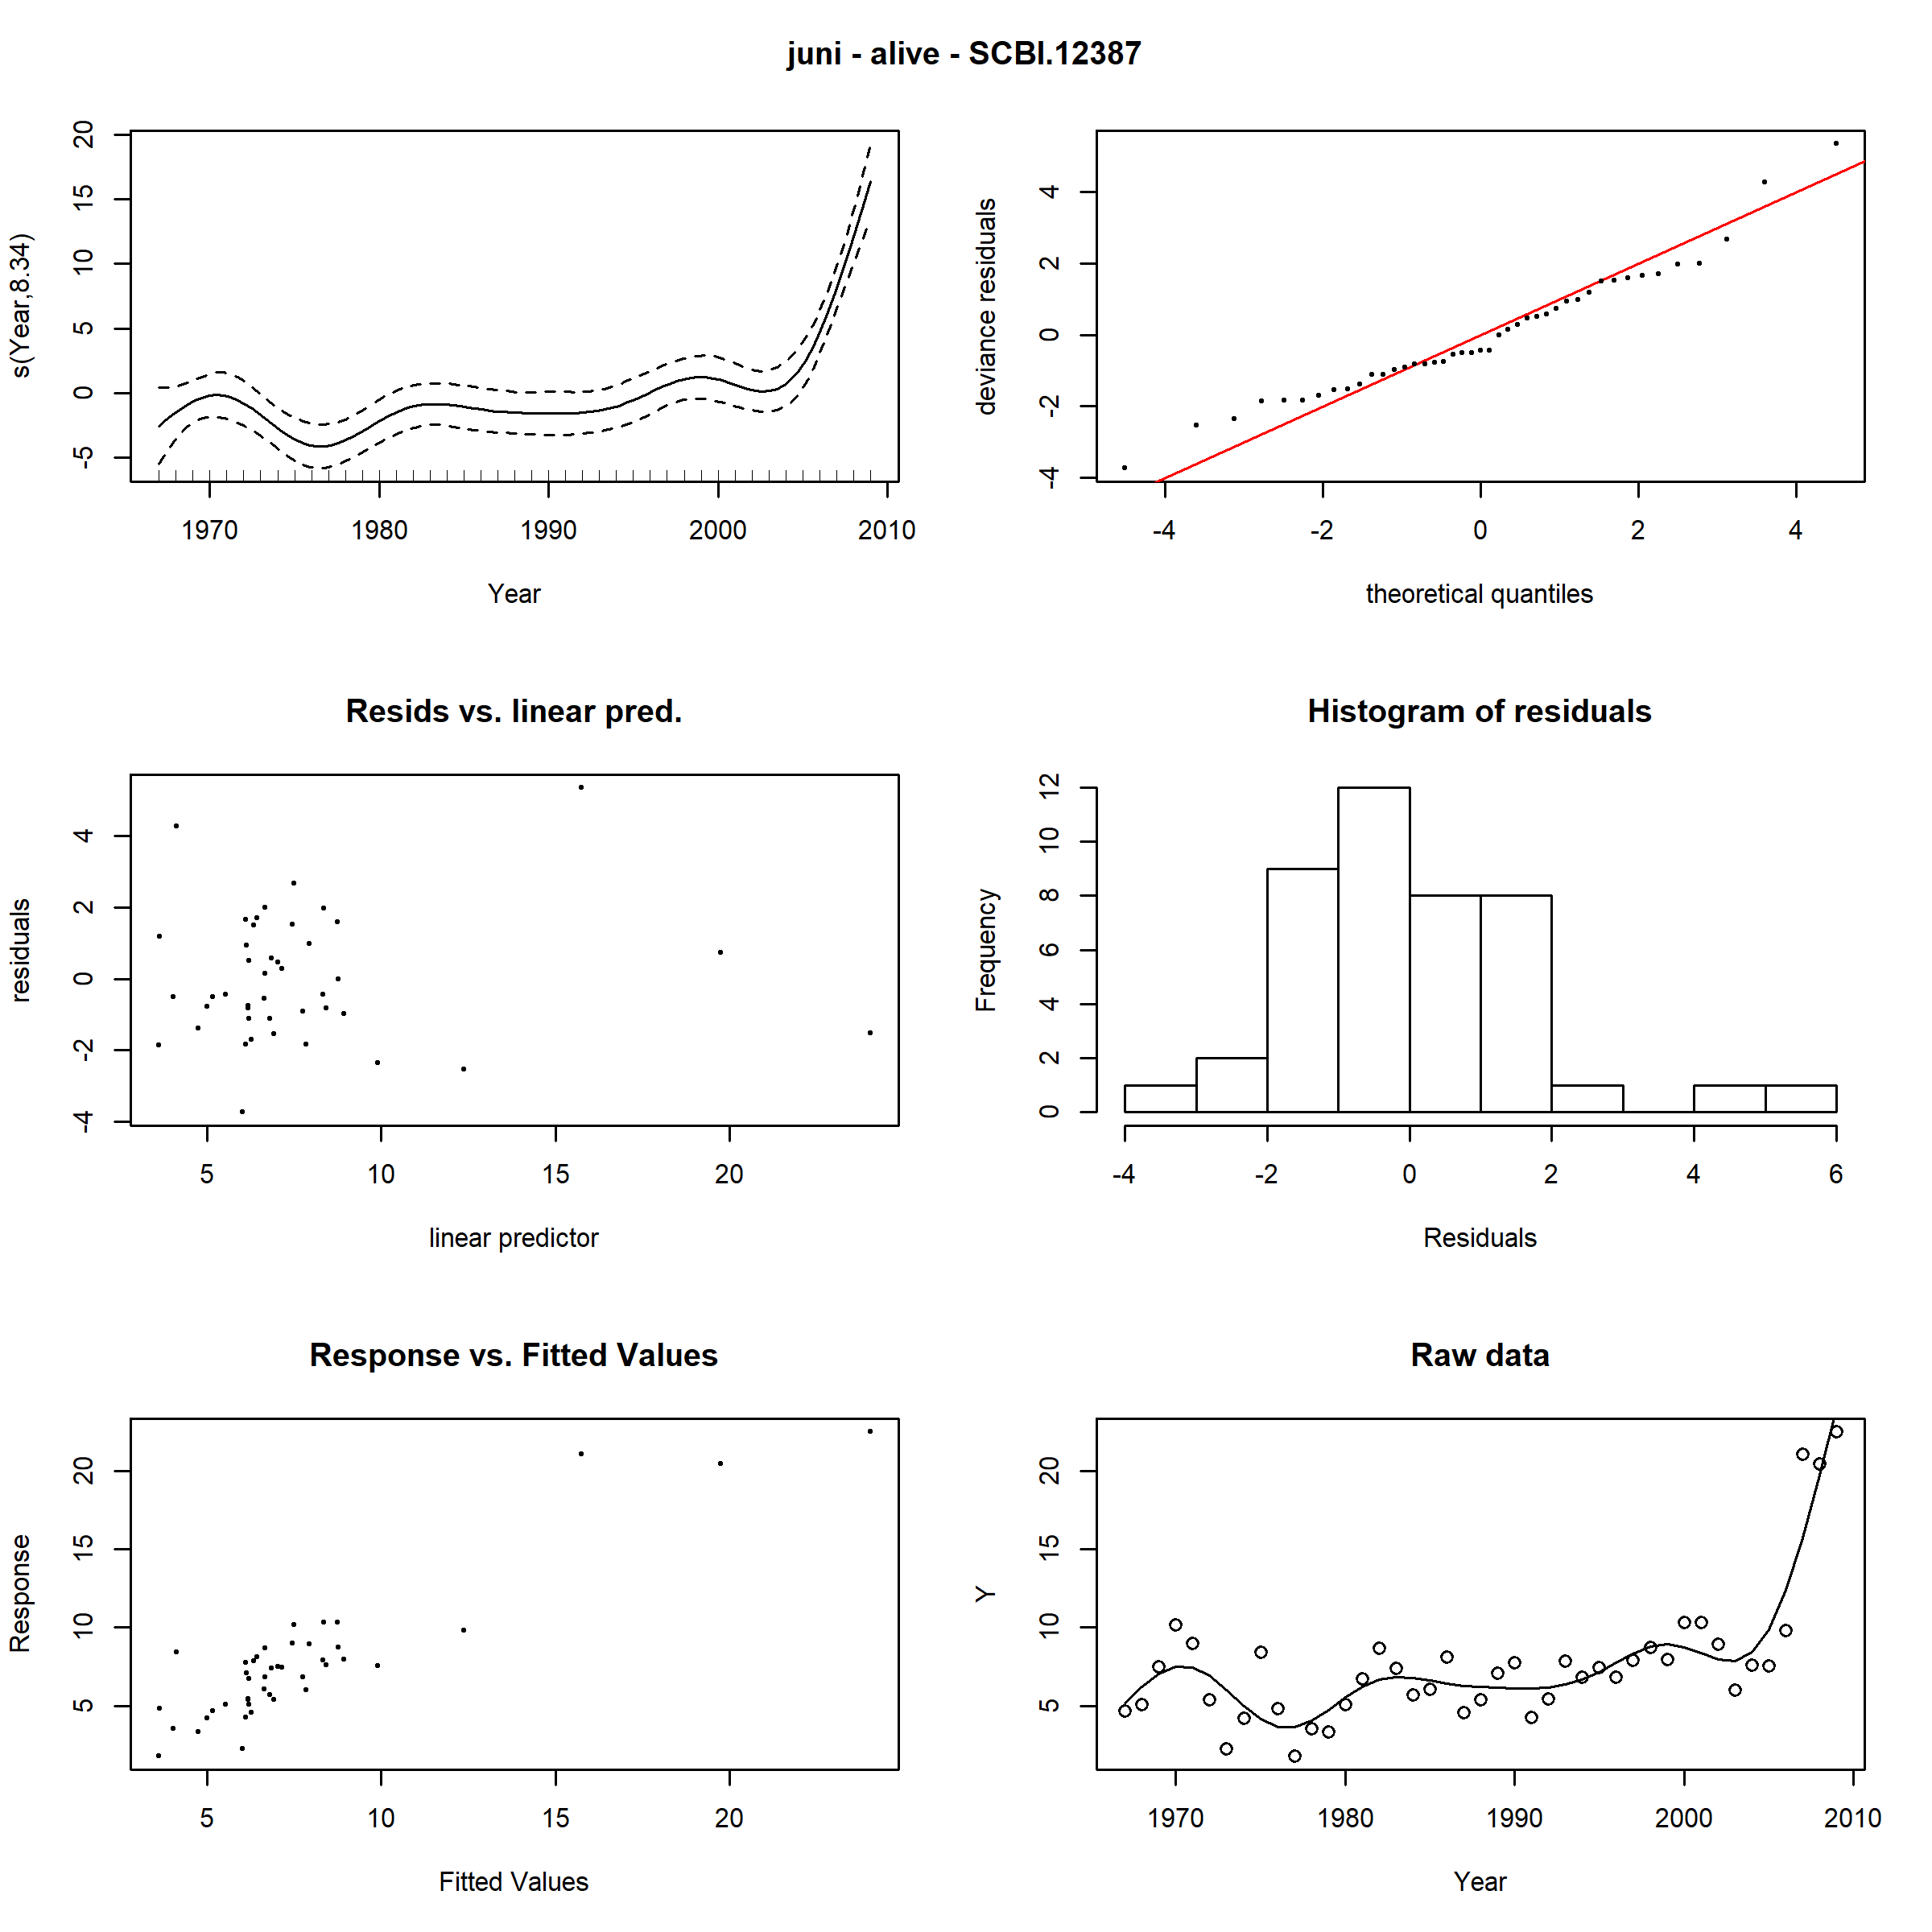 juni - alive - SCBI.12387
s(Year,8.34)
-5 0 5 10 15 20
1970 1980 1990 2000 2010
Year
deviance residuals
-4 -2 0 2 4
-4 -2 0 2 4
theoretical quantiles
Resids vs. linear pred.
residuals
-4 -2 0 2 4
5 10 15 20
linear predictor
Histogram of residuals
Frequency
0 2 4 6 8 10 12
-4 -2 0 2 4 6
Residuals
Response vs. Fitted Values
Response
5 10 15 20
5 10 15 20
Fitted Values
Raw data
Y
5 10 15 20
1970 1980 1990 2000 2010
Year